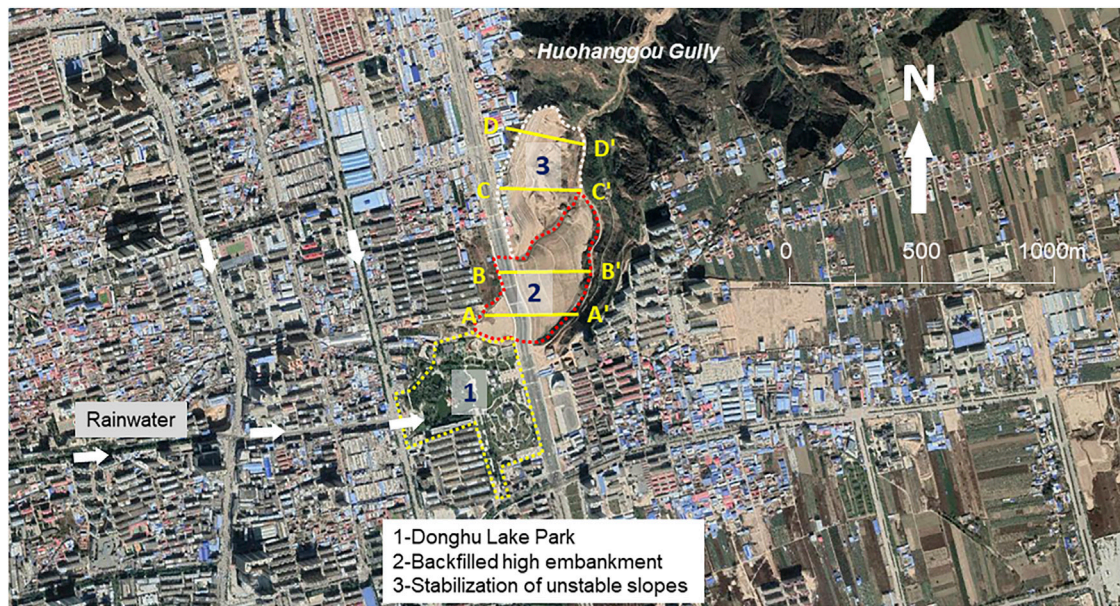 Huohanggou Gully
N
D
D'
3
C
C'
0
500
1000m
B
B'
2
A
A'
1
Rainwater
1-Donghu Lake Park
2-Backfilled high embankment
3-Stabilization of unstable slopes